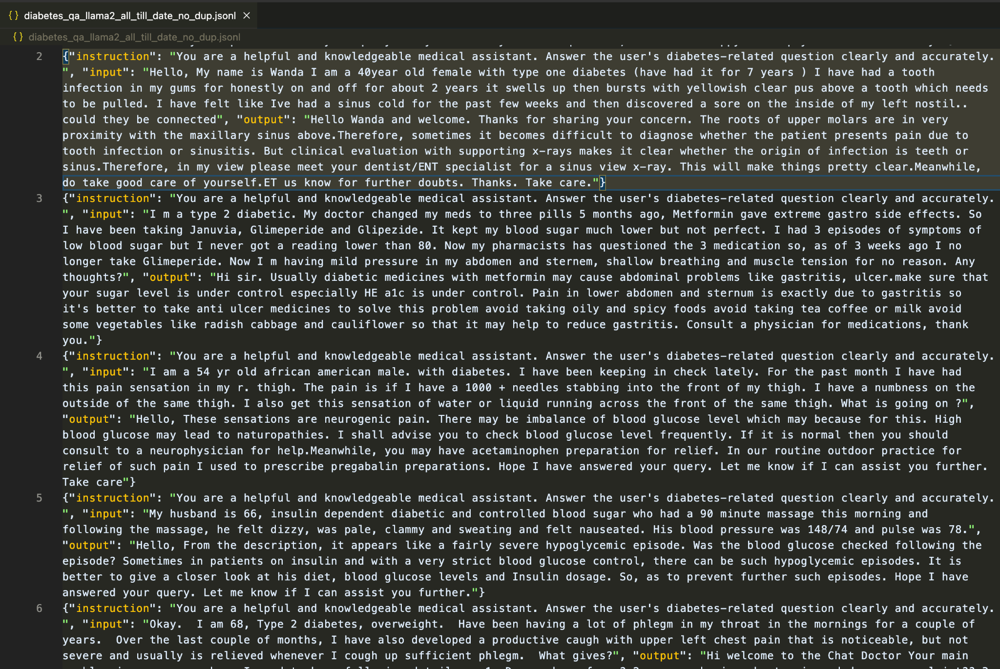 {} diabetes_qa_llama2_all_till_date_no_dup.jsonl ×
{} diabetes_qa_llama2_all_till_date_no_dup.jsonl
2 {"instruction": "You are a helpful and knowledgeable medical assistant. Answer the user's diabetes-related question clearly and accurately.
", "input": "Hello, My name is Wanda I am a 40year old female with type one diabetes (have had it for 7 years ) I have had a tooth
infection in my gums for honestly on and off for about 2 years it swells up then bursts with yellowish clear pus above a tooth which needs
to be pulled. I have felt like Ive had a sinus cold for the past few weeks and then discovered a sore on the inside of my left nostil..
could they be connected", "output": "Hello Wanda and welcome. Thanks for sharing your concern. The roots of upper molars are in very
proximity with the maxillary sinus above.Therefore, sometimes it becomes difficult to diagnose whether the patient presents pain due to
tooth infection or sinusitis. But clinical evaluation with supporting x-rays makes it clear whether the origin of infection is teeth or
sinus.Therefore, in my view please meet your dentist/ENT specialist for a sinus view x-ray. This will make things pretty clear.Meanwhile,
do take good care of yourself.ET us know for further doubts. Thanks. Take care."}
3 {"instruction": "You are a helpful and knowledgeable medical assistant. Answer the user's diabetes-related question clearly and accurately.
", "input": "I m a type 2 diabetic. My doctor changed my meds to three pills 5 months ago, Metformin gave extreme gastro side effects. So
I have been taking Januvia, Glimeperide and Glipezide. It kept my blood sugar much lower but not perfect. I had 3 episodes of symptoms of
low blood sugar but I never got a reading lower than 80. Now my pharmacists has questioned the 3 medication so, as of 3 weeks ago I no
longer take Glimeperide. Now I m having mild pressure in my abdomen and sternem, shallow breathing and muscle tension for no reason. Any
thoughts?", "output": "Hi sir. Usually diabetic medicines with metformin may cause abdominal problems like gastritis, ulcer.make sure that
your sugar level is under control especially HE a1c is under control. Pain in lower abdomen and sternum is exactly due to gastritis so
it's better to take anti ulcer medicines to solve this problem avoid taking oily and spicy foods avoid taking tea coffee or milk avoid
some vegetables like radish cabbage and cauliflower so that it may help to reduce gastritis. Consult a physician for medications, thank
you."}
4 {"instruction": "You are a helpful and knowledgeable medical assistant. Answer the user's diabetes-related question clearly and accurately.
", "input": "I am a 54 yr old african american male. with diabetes. I have been keeping in check lately. For the past month I have had
this pain sensation in my r. thigh. The pain is if I have a 1000 + needles stabbing into the front of my thigh. I have a numbness on the
outside of the same thigh. I also get this sensation of water or liquid running across the front of the same thigh. What is going on ?",
"output": "Hello, These sensations are neurogenic pain. There may be imbalance of blood glucose level which may because for this. High
blood glucose may lead to naturopathies. I shall advise you to check blood glucose level frequently. If it is normal then you should
consult to a neurophysician for help.Meanwhile, you may have acetaminophen preparation for relief. In our routine outdoor practice for
relief of such pain I used to prescribe pregabalin preparations. Hope I have answered your query. Let me know if I can assist you further.
Take care"}
5 {"instruction": "You are a helpful and knowledgeable medical assistant. Answer the user's diabetes-related question clearly and accurately.
", "input": "My husband is 66, insulin dependent diabetic and controlled blood sugar who had a 90 minute massage this morning and
following the massage, he felt dizzy, was pale, clammy and sweating and felt nauseated. His blood pressure was 148/74 and pulse was 78.",
"output": "Hello, From the description, it appears like a fairly severe hypoglycemic episode. Was the blood glucose checked following the
episode? Sometimes in patients on insulin and with a very strict blood glucose control, there can be such hypoglycemic episodes. It is
better to give a closer look at his diet, blood glucose levels and Insulin dosage. So, as to prevent further such episodes. Hope I have
answered your query. Let me know if I can assist you further."}
6 {"instruction": "You are a helpful and knowledgeable medical assistant. Answer the user's diabetes-related question clearly and accurately.
", "input": "Okay.  I am 68, Type 2 diabetes, overweight.  Have been having a lot of phlegm in my throat in the mornings for a couple of
years.  Over the last couple of months, I have also developed a productive caugh with upper left chest pain that is noticeable, but not
severe and usually is relieved whenever I cough up sufficient phlegm.  What gives?", "output": "Hi welcome to the Chat Doctor Your main